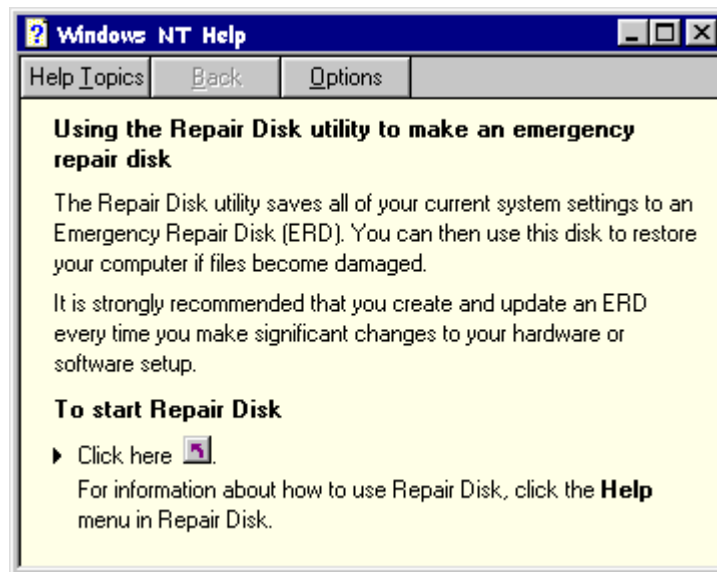 Windows NT Help
Help Topics Back Options
Using the Repair Disk utility to make an emergency
repair disk
The Repair Disk utility saves all of your current system settings to an
Emergency Repair Disk (ERD). You can then use this disk to restore
your computer if files become damaged.
It is strongly recommended that you create and update an ERD
every time you make significant changes to your hardware or
software setup.
To start Repair Disk
Click here .
For information about how to use Repair Disk, click the Help
menu in Repair Disk.